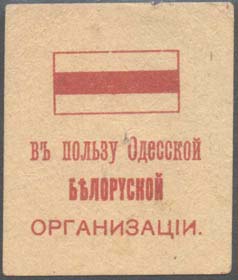 въ пользу Одесской
БѢЛОРУСКОЙ
ОРГАНИЗАЦІИ.